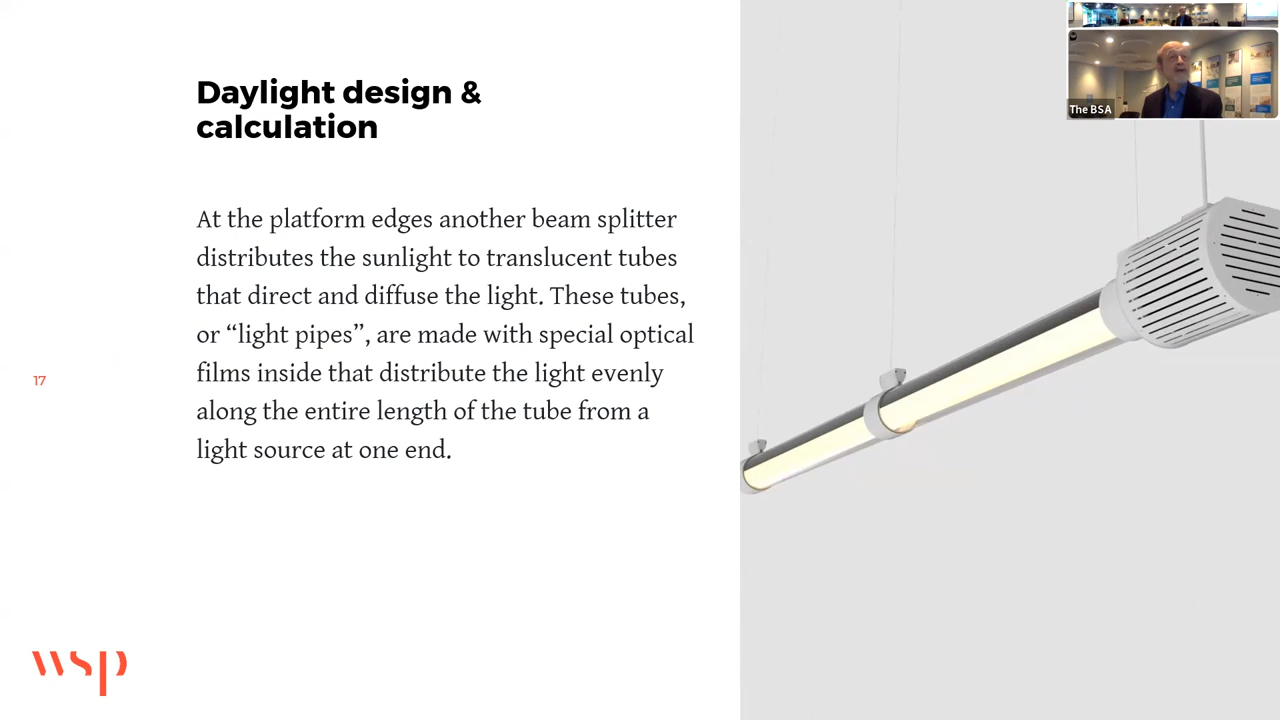 Daylight design &
calculation
At the platform edges another beam splitter
distributes the sunlight to translucent tubes
that direct and diffuse the light. These tubes,
or “light pipes”, are made with special optical
films inside that distribute the light evenly
along the entire length of the tube from a
light source at one end.
17
wsp
The BSA